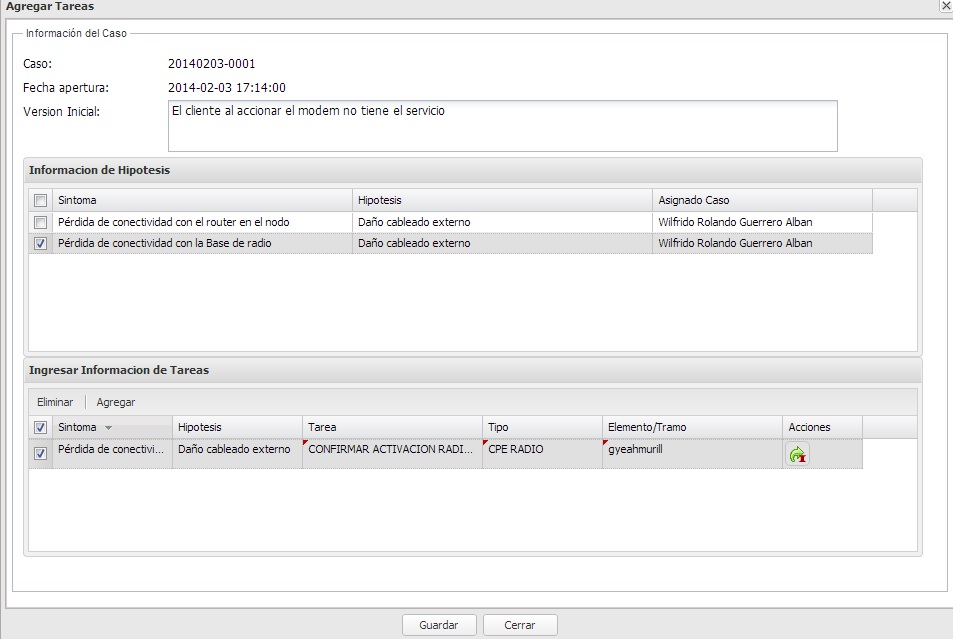 Agregar Tareas
Información del Caso
Caso: 20140203-0001
Fecha apertura: 2014-02-03 17:14:00
Version Inicial: El cliente al accionar el modem no tiene el servicio
Informacion de Hipotesis
Sintoma Hipotesis Asignado Caso
Pérdida de conectividad con el router en el nodo Daño cableado externo Wilfrido Rolando Guerrero Alban
Pérdida de conectividad con la Base de radio Daño cableado externo Wilfrido Rolando Guerrero Alban
Ingresar Informacion de Tareas
Eliminar Agregar
Sintoma Hipotesis Tarea Tipo Elemento/Tramo Acciones
Pérdida de conectivi... Daño cableado externo CONFIRMAR ACTIVACION RADI... CPE RADIO gyeahmurill
Guardar Cerrar